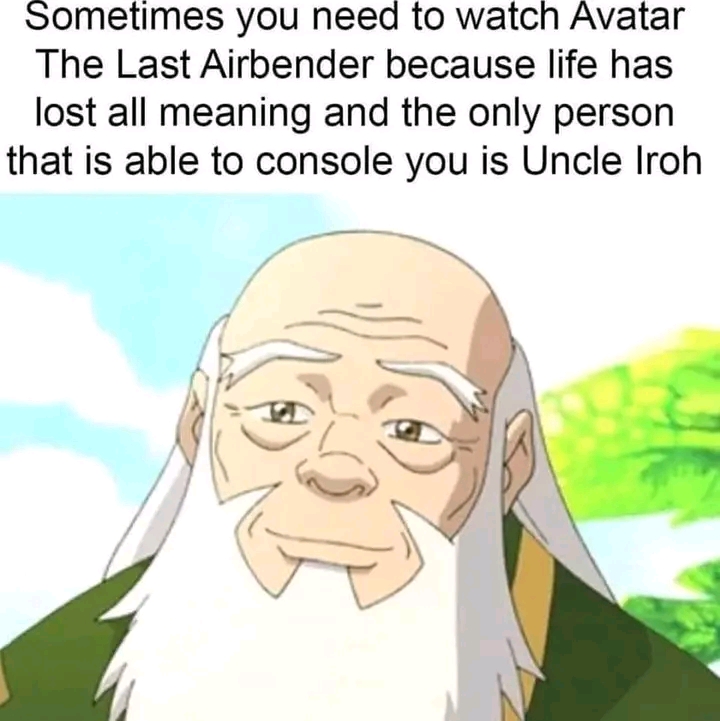 Sometimes you need to watch Avatar
The Last Airbender because life has
lost all meaning and the only person
that is able to console you is Uncle Iroh